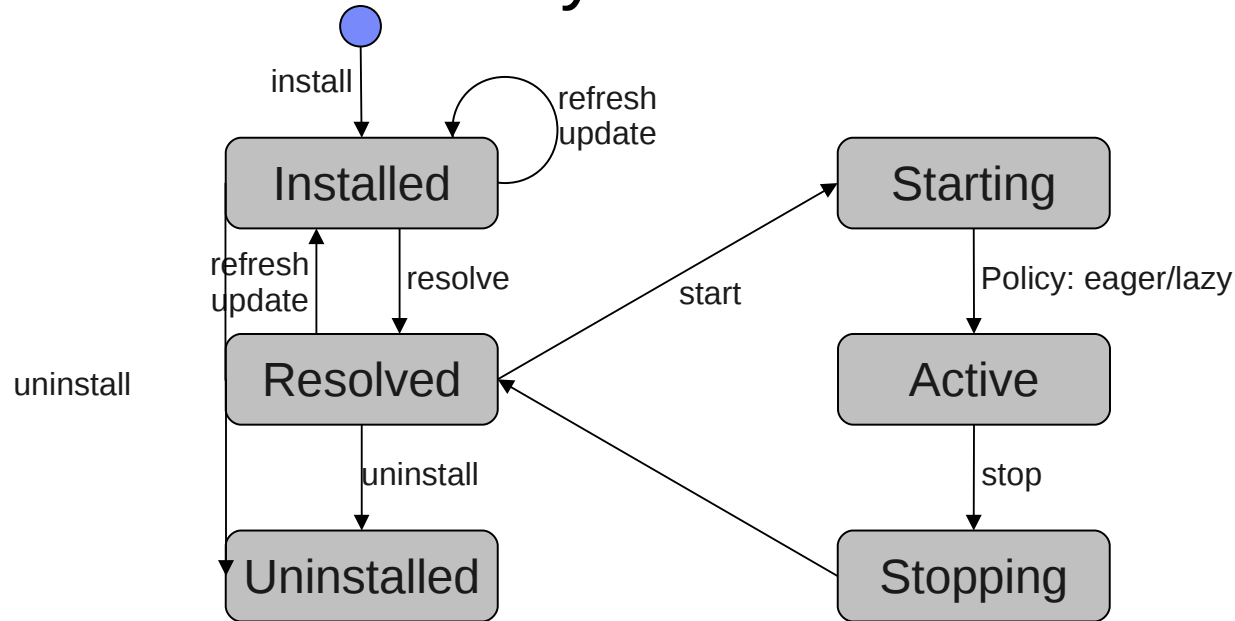 install
refresh
update
Installed
Starting
refresh
update
resolve
start
Policy: eager/lazy
uninstall
Resolved
Active
uninstall
stop
Uninstalled
Stopping